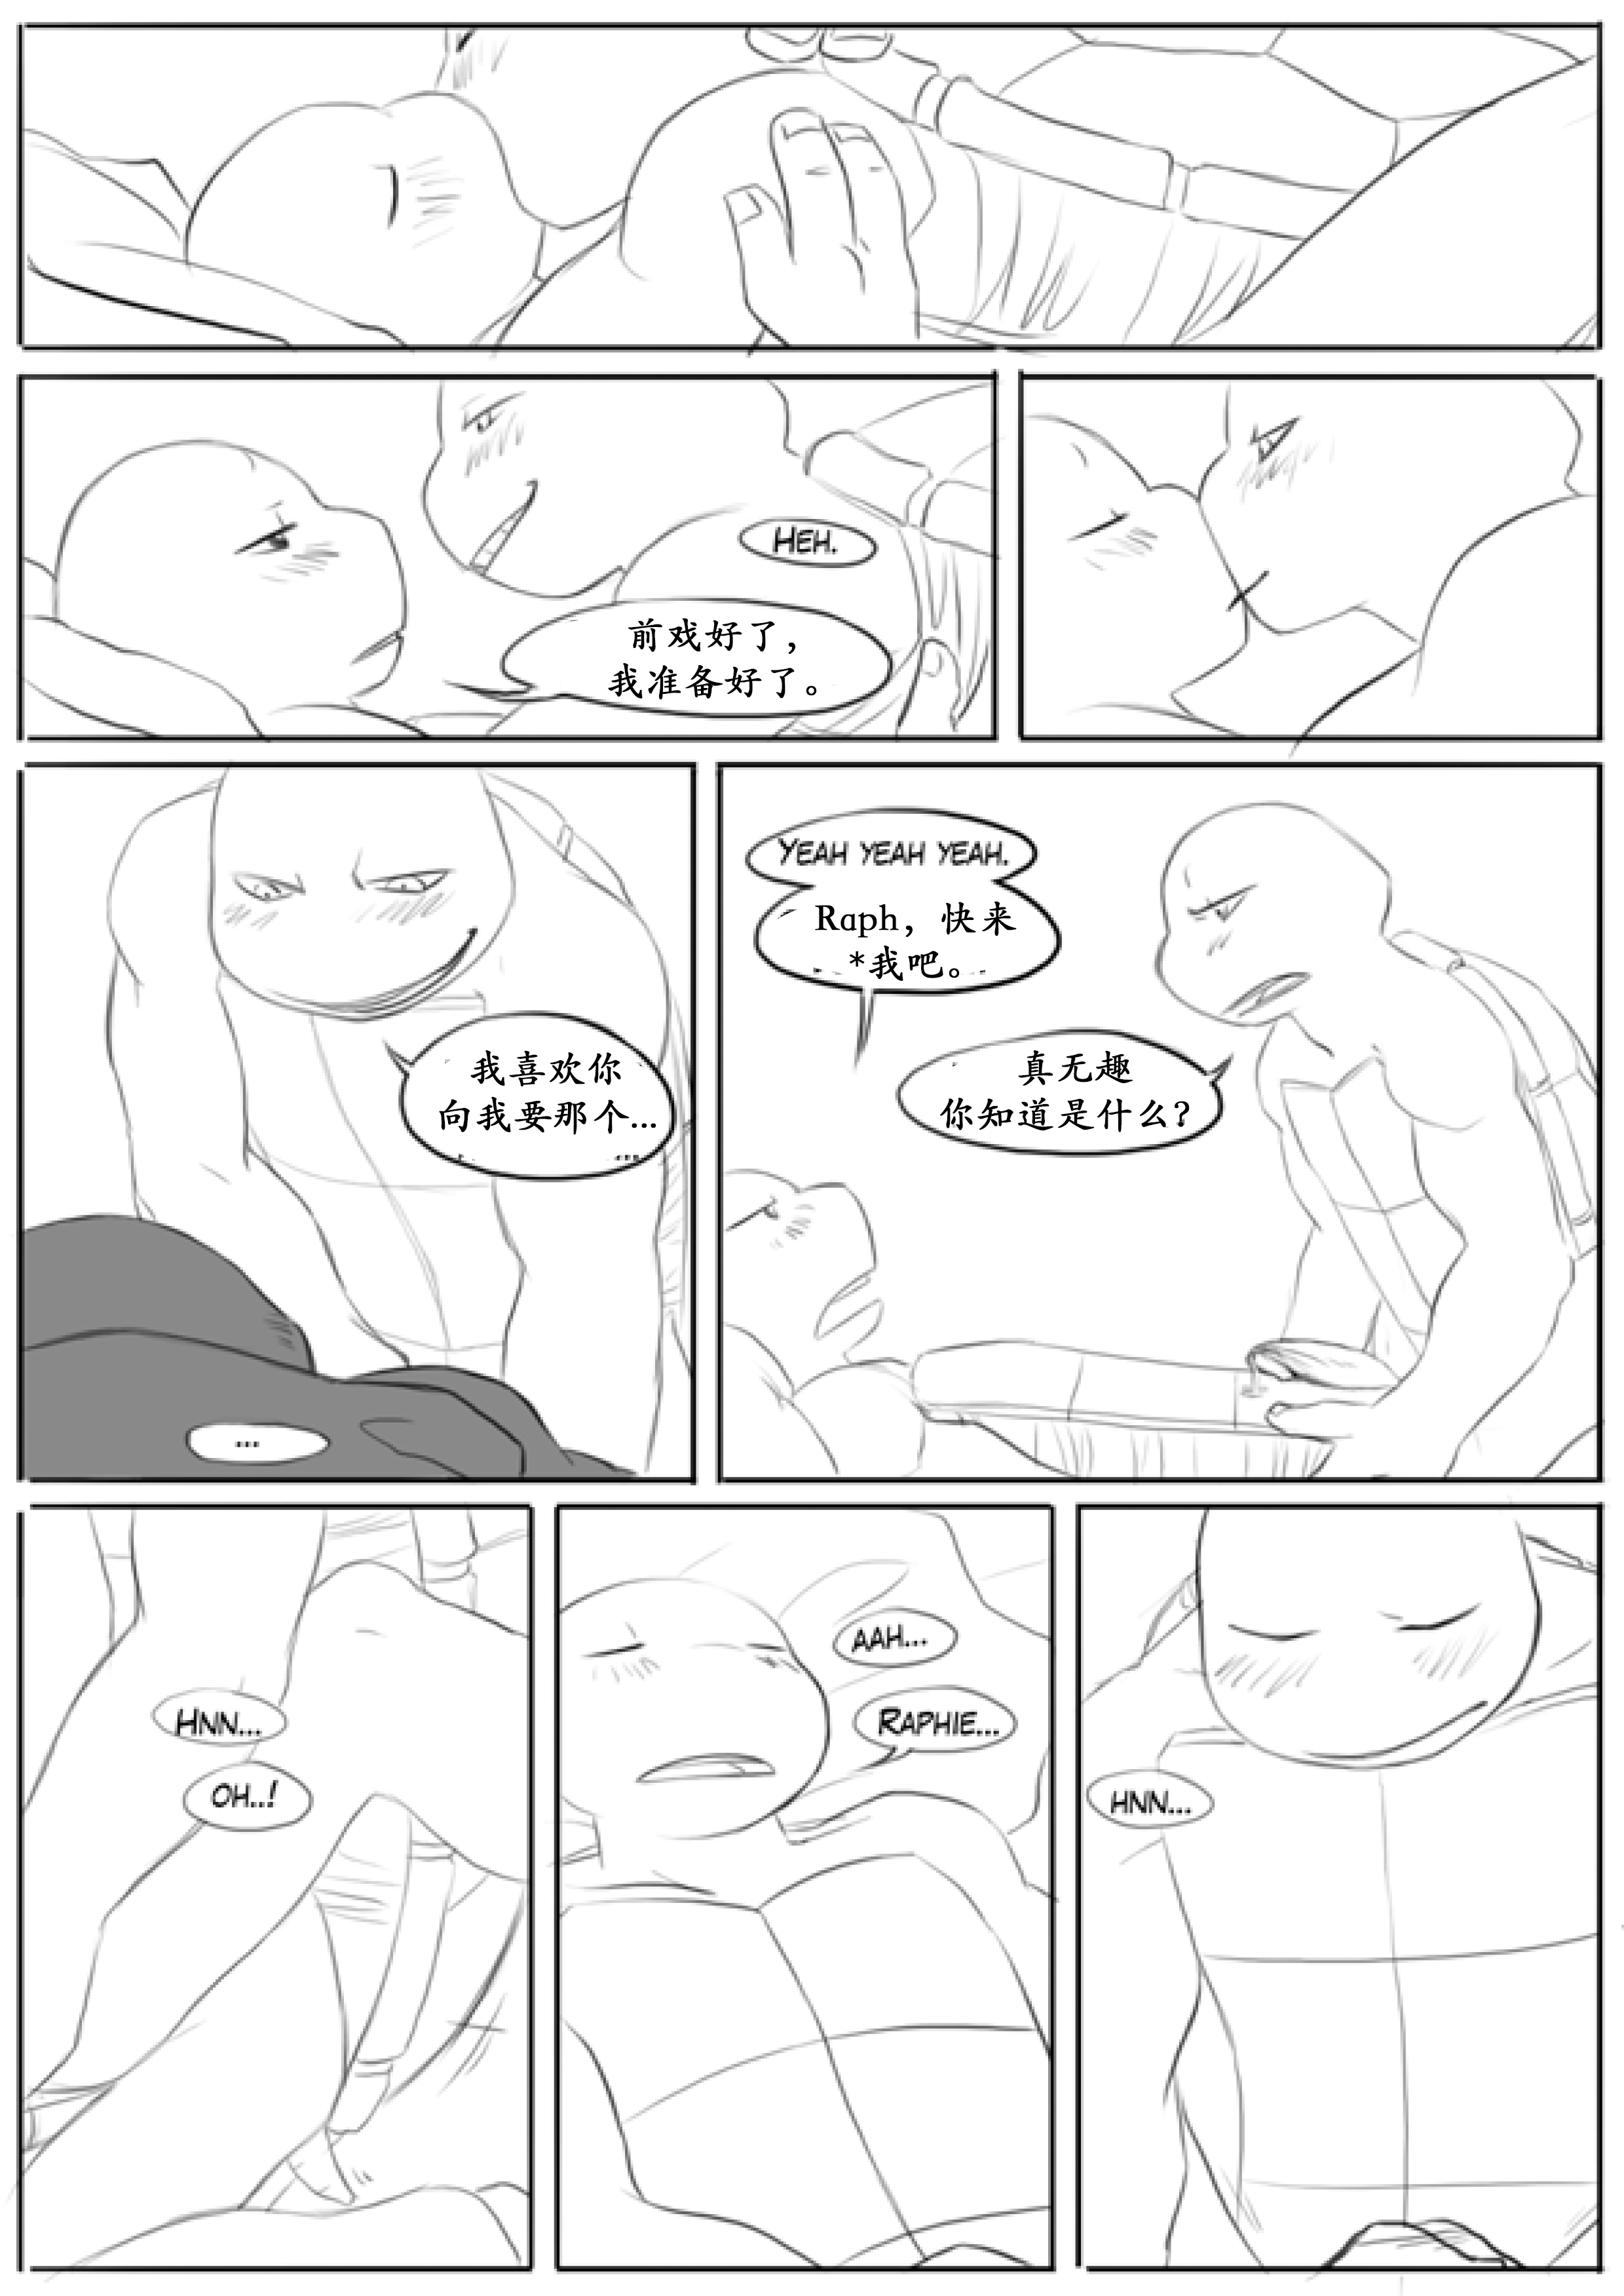 HEH.
前戏好了，
我准备好了。
我喜欢你
向我要那个...
...
YEAH YEAH YEAH.
Raph，快来
*我吧。
真无趣
你知道是什么？
HNN...
OH..!
AAH...
RAPHIE...
HNN...